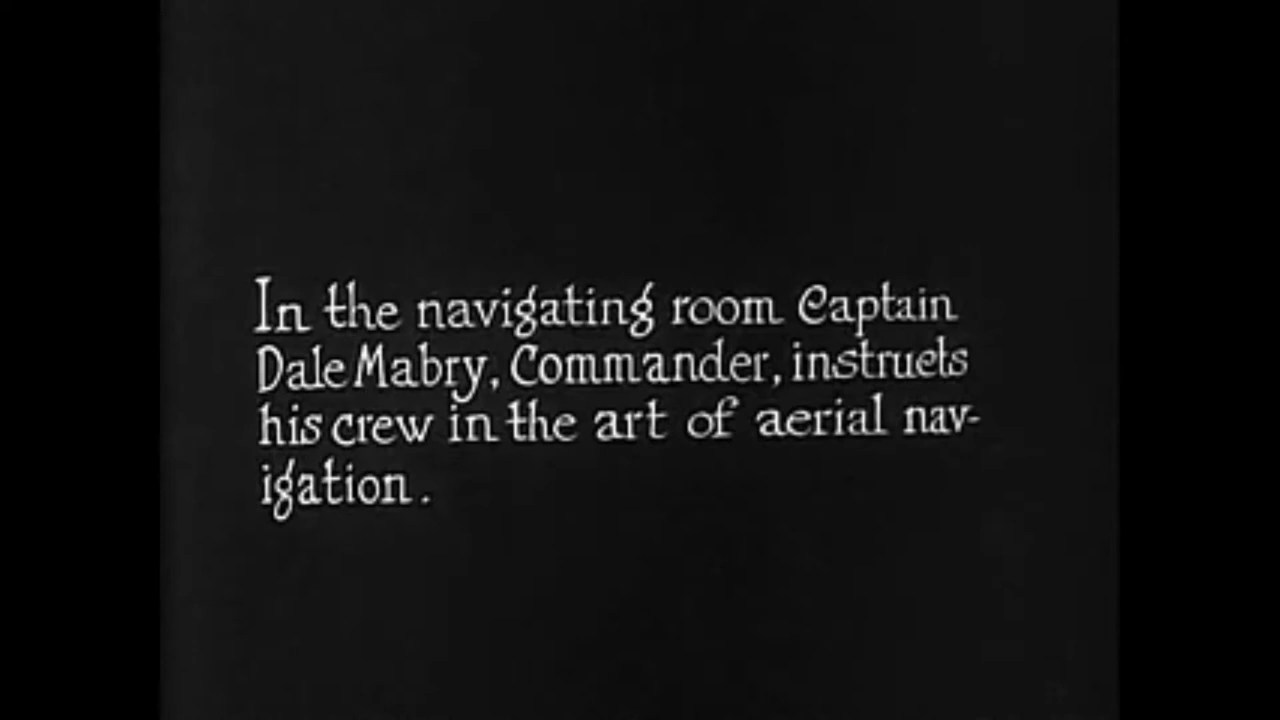 In the navigating room Captain
Dale Mabry, Commander, instructs
his crew in the art of aerial nav-
igation.